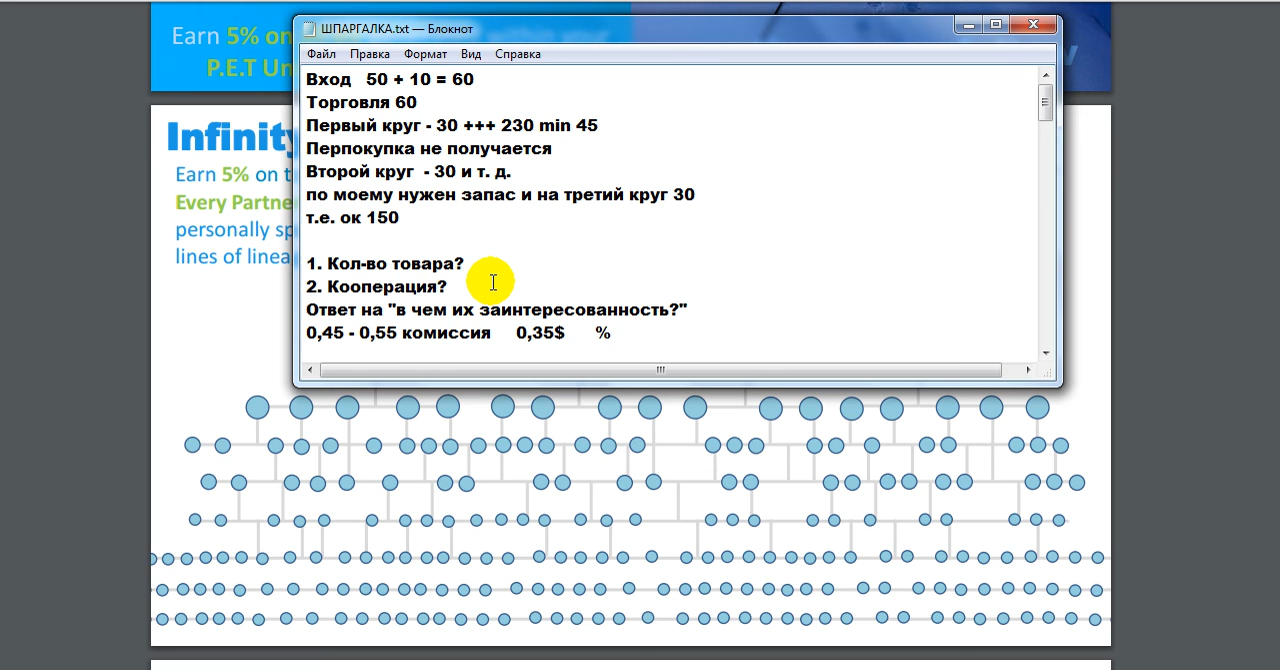 Earn 5% on
P.E.T Un
ШПАРГАЛКА.txt — Блокнот
Файл Правка Формат Вид Справка
Вход 50 + 10 = 60
Торговля 60
Первый круг - 30 +++ 230 min 45
Перпокупка не получается
Второй круг - 30 и т. д.
по моему нужен запас и на третий круг 30
т.е. ок 150
1. Кол-во товара?
2. Кооперация?
Ответ на "в чем их заинтересованность?"
0,45 - 0,55 комиссия 0,35$ %
Infinity
Earn 5% on t
Every Partne
personally sp
lines of linea